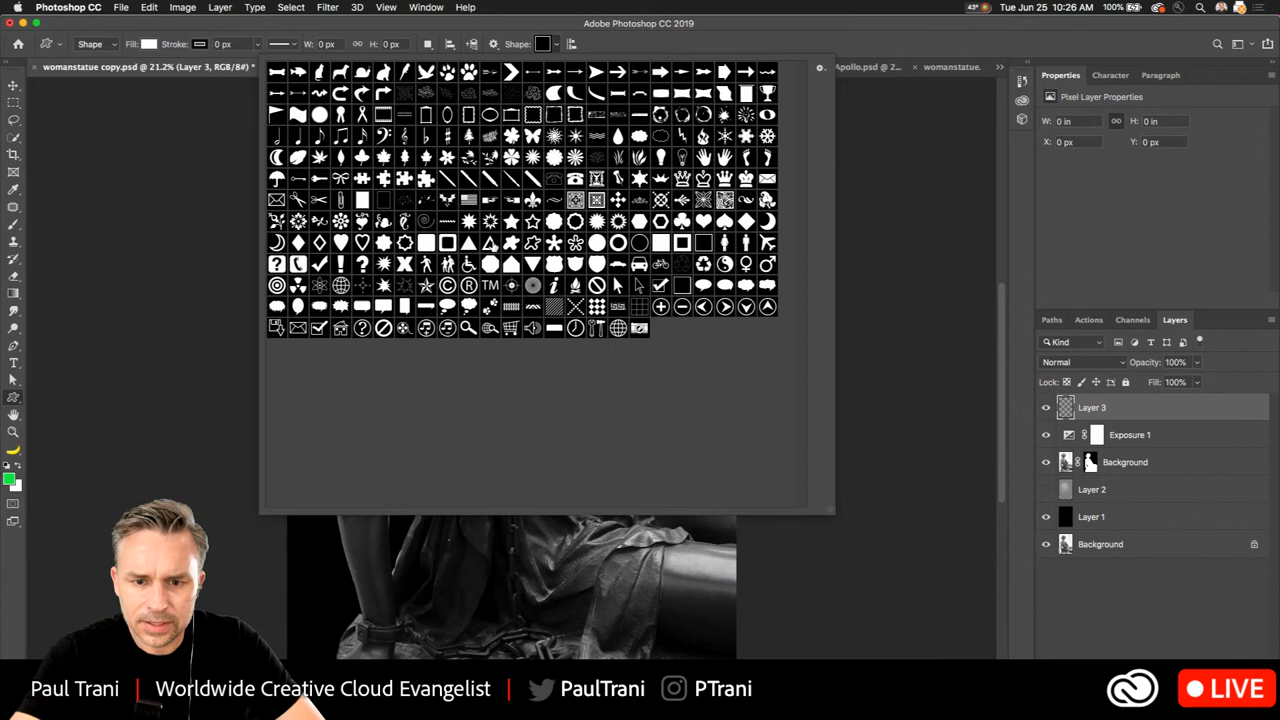 Photoshop CC File Edit Image Layer Type Select Filter 3D View Window Help 43° 100% Tue Jun 25 10:26 AM
Adobe Photoshop CC 2019
Shape Fill: Stroke: 0 px W: 0 px H: 0 px Shape:
womanstatue copy.psd @ 21.2% (Layer 3, RGB/8#) * Apollo.psd @ 2... womanstatue.
Properties Character Paragraph
Pixel Layer Properties
W: 0 in H: 0 in
X: 0 px Y: 0 px
TM
Paths Actions Channels Layers
Kind
Normal Opacity: 100%
Lock: Fill: 100%
Layer 3
Exposure 1
Background
Layer 2
Layer 1
Background
Paul Trani | Worldwide Creative Cloud Evangelist | PaulTrani PTrani LIVE